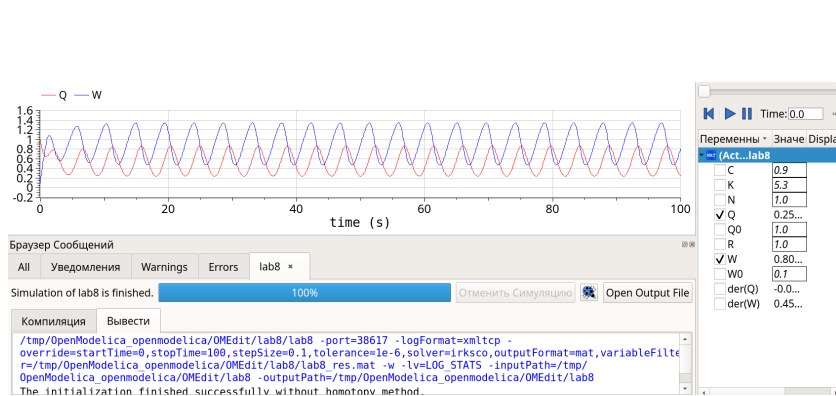 Q W
1.6
1.4
1.2
1
0.8
0.6
0.4
0.2
0
-0.2
0 20 40 60 80 100
time (s)
Time: 0.0
Переменны Значе Displa
(Act...lab8
C 0.9
K 5.3
N 1.0
Q 0.25...
Q0 1.0
R 1.0
W 0.80...
W0 0.1
der(Q) -0.0...
der(W) 0.45...
Браузер Сообщений
All Уведомления Warnings Errors lab8
Simulation of lab8 is finished. 100% Отменить Симуляцию Open Output File
Компиляция Вывести
/tmp/OpenModelica_openmodelica/OMEdit/lab8/lab8 -port=38617 -logFormat=xmltcp -
override=startTime=0,stopTime=100,stepSize=0.1,tolerance=1e-6,solver=irksco,outputFormat=mat,variableFilte
r=/tmp/OpenModelica_openmodelica/OMEdit/lab8/lab8_res.mat -w -lv=LOG_STATS -inputPath=/tmp/
OpenModelica_openmodelica/OMEdit/lab8 -outputPath=/tmp/OpenModelica_openmodelica/OMEdit/lab8
The initialization finished successfully without homotopy method.